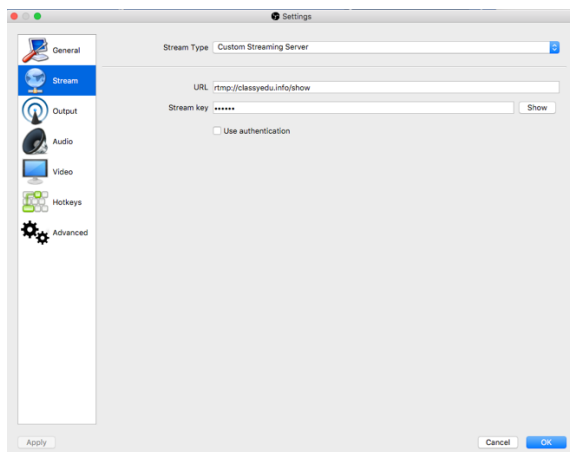 Settings
General
Stream
Output
Audio
Video
Hotkeys
Advanced
Stream Type Custom Streaming Server
URL rtmp://classyedu.info/show
Stream key •••••• Show
Use authentication
Apply Cancel OK